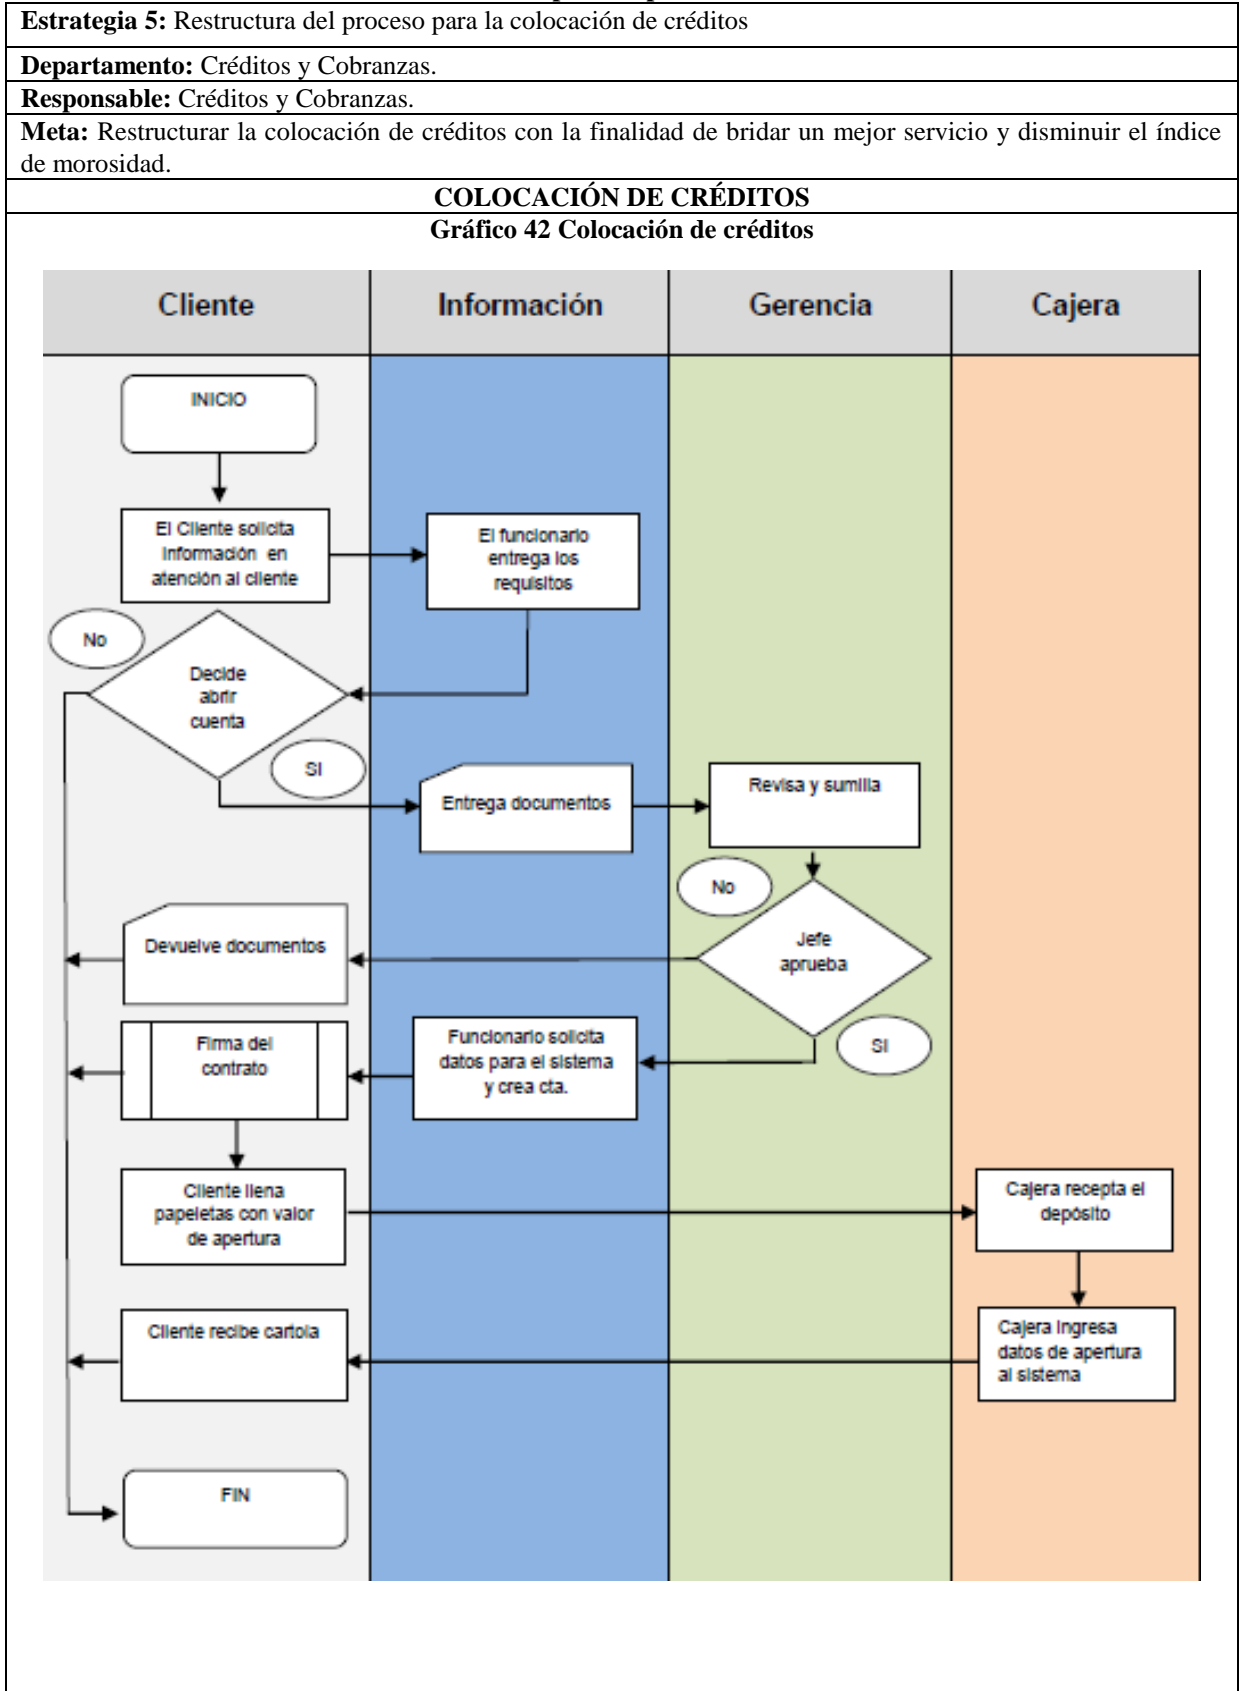 Estrategia 5: Restructura del proceso para la colocación de créditos
Departamento: Créditos y Cobranzas.
Responsable: Créditos y Cobranzas.
Meta: Restructurar la colocación de créditos con la finalidad de bridar un mejor servicio y disminuir el índice
de morosidad.
COLOCACIÓN DE CRÉDITOS
Gráfico 42 Colocación de créditos
Cliente
Información
Gerencia
Cajera
INICIO
El Cliente solicita
información en
atención al cliente
El funcionario
entrega los
requisitos
No
Decide
abrir
cuenta
SI
Entrega documentos
Revisa y sumilla
No
Jefe
aprueba
SI
Devuelve documentos
Firma del
contrato
Funcionario solicita
datos para el sistema
y crea cta.
Cliente llena
papeletas con valor
de apertura
Cajera recepta el
depósito
Cliente recibe cartola
Cajera ingresa
datos de apertura
al sistema
FIN